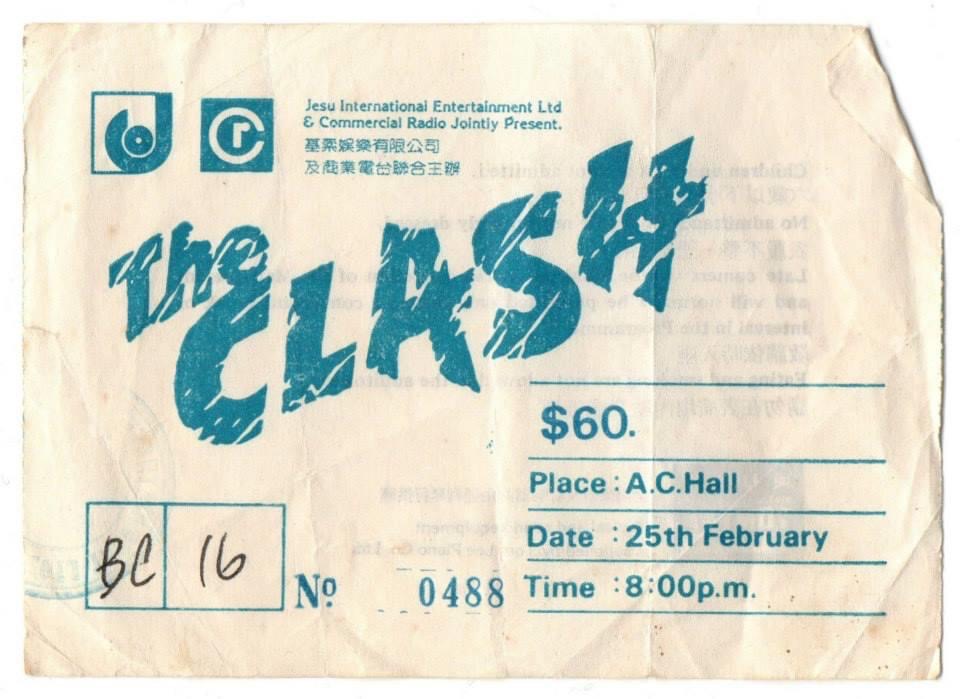 Jesu International Entertainment Ltd
& Commercial Radio Jointly Present.
基素娛樂有限公司
及商業電台聯合主辦
The CLASH
$60.
Place : A.C.Hall
Date : 25th February
Time : 8:00p.m.
BC 16
Nº 0488